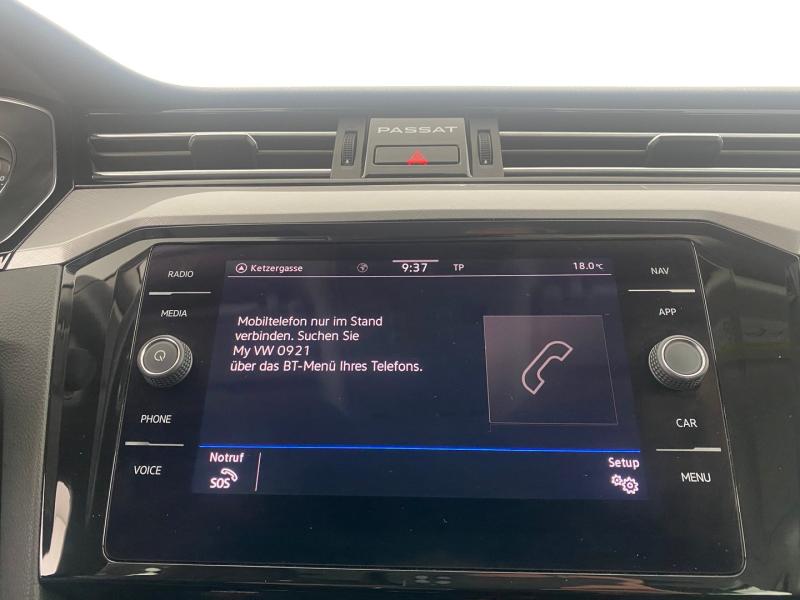 PASSAT
RADIO
MEDIA
PHONE
VOICE
Ketzergasse 9:37 TP 18.0°C
Mobiltelefon nur im Stand
verbinden. Suchen Sie
My VW 0921
über das BT-Menü Ihres Telefons.
Notruf
SOS
Setup
NAV
APP
CAR
MENU